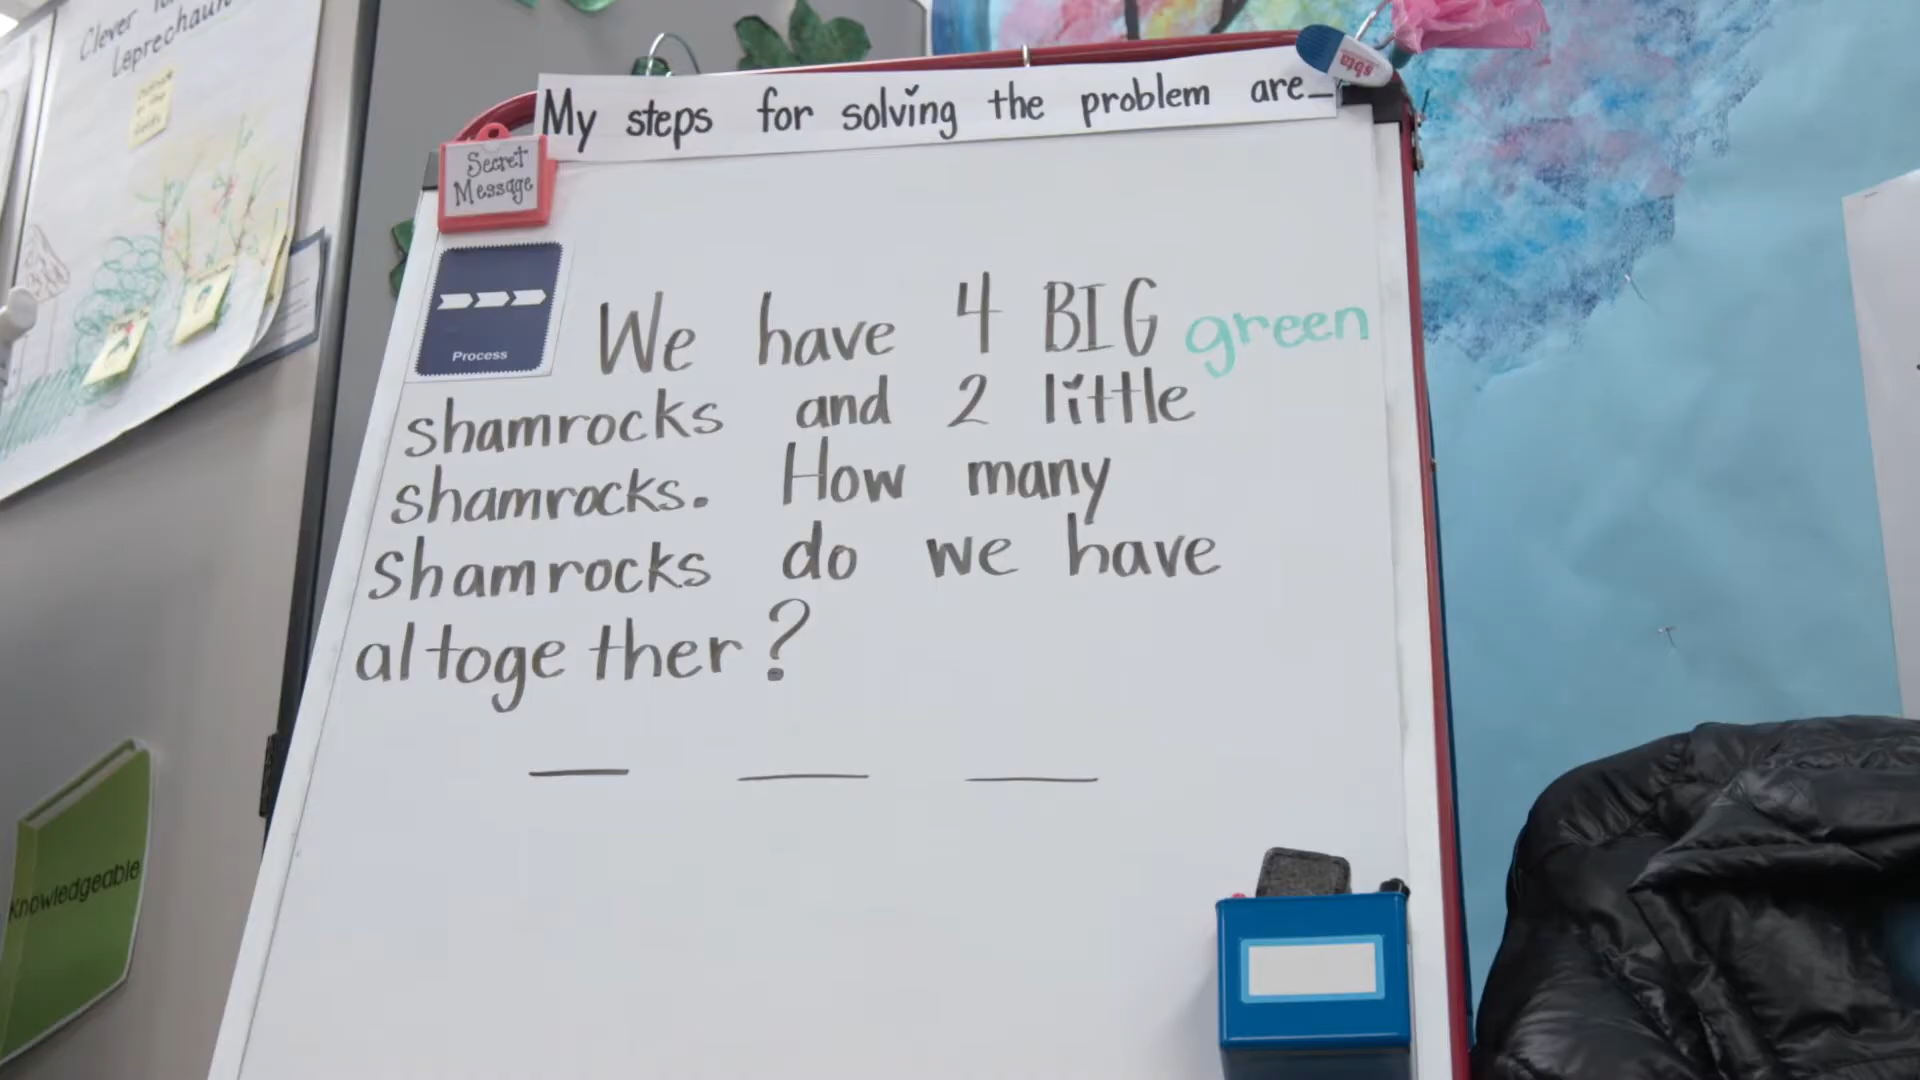 Clever
Leprechaun
My steps for solving the problem are_
Secret
Message
Process
We have 4 BIG green
shamrocks and 2 little
shamrocks. How many
shamrocks do we have
altogether?
Knowledgeable